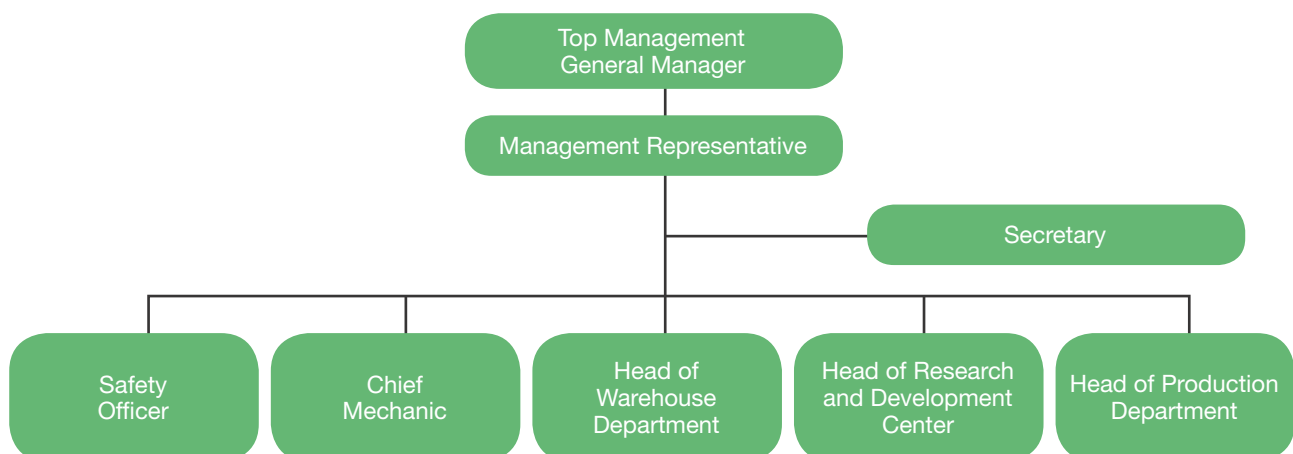 Top Management
General Manager
Management Representative
Secretary
Safety
Officer
Chief
Mechanic
Head of
Warehouse
Department
Head of Research
and Development
Center
Head of Production
Department